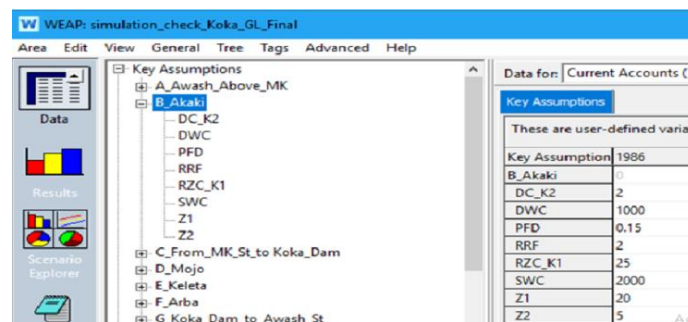 W WEAP: simulation_check_Koka_GL_Final
Area Edit View General Tree Tags Advanced Help
Data
Results
Scenario
Explorer
Key Assumptions
A_Awash_Above_MK
B_Akaki
DC_K2
DWC
PFD
RRF
RZC_K1
SWC
Z1
Z2
C_From_MK_St_to Koka_Dam
D_Mojo
E_Keleta
F_Arba
G_Koka_Dam_to_Awash_St
Data for: Current Accounts (
Key Assumptions
These are user-defined varia
Key Assumption 1986
B_Akaki 0
DC_K2 2
DWC 1000
PFD 0.15
RRF 2
RZC_K1 25
SWC 2000
Z1 20
Z2 5